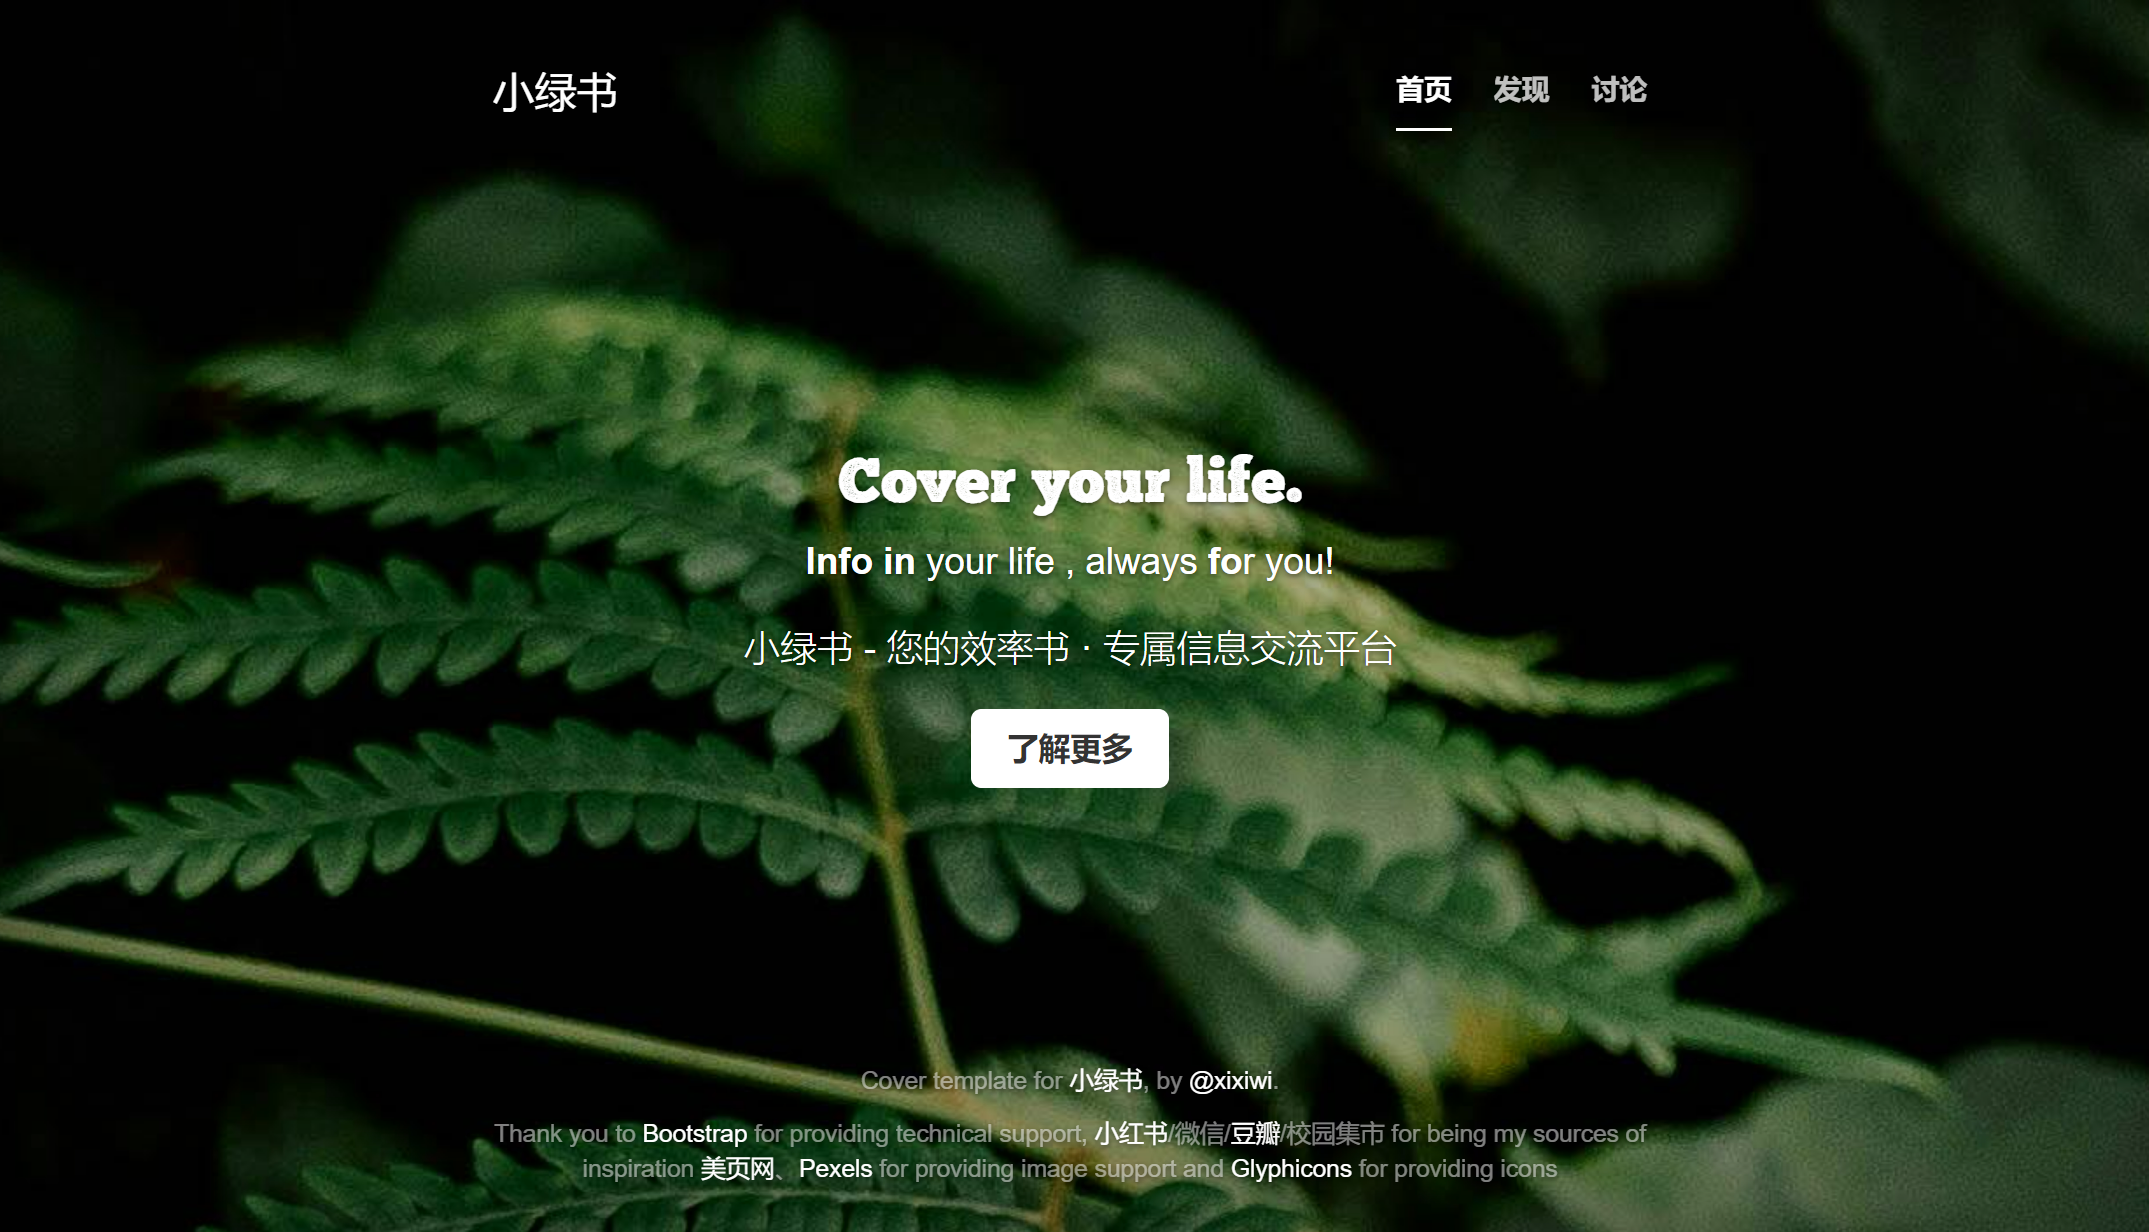 小绿书
首页 发现 讨论
Cover your life.
Info in your life , always for you!
小绿书 - 您的效率书 · 专属信息交流平台
了解更多
Cover template for 小绿书, by @xixiwi.
Thank you to Bootstrap for providing technical support, 小红书/微信/豆瓣/校园集市 for being my sources of
inspiration 美页网、Pexels for providing image support and Glyphicons for providing icons